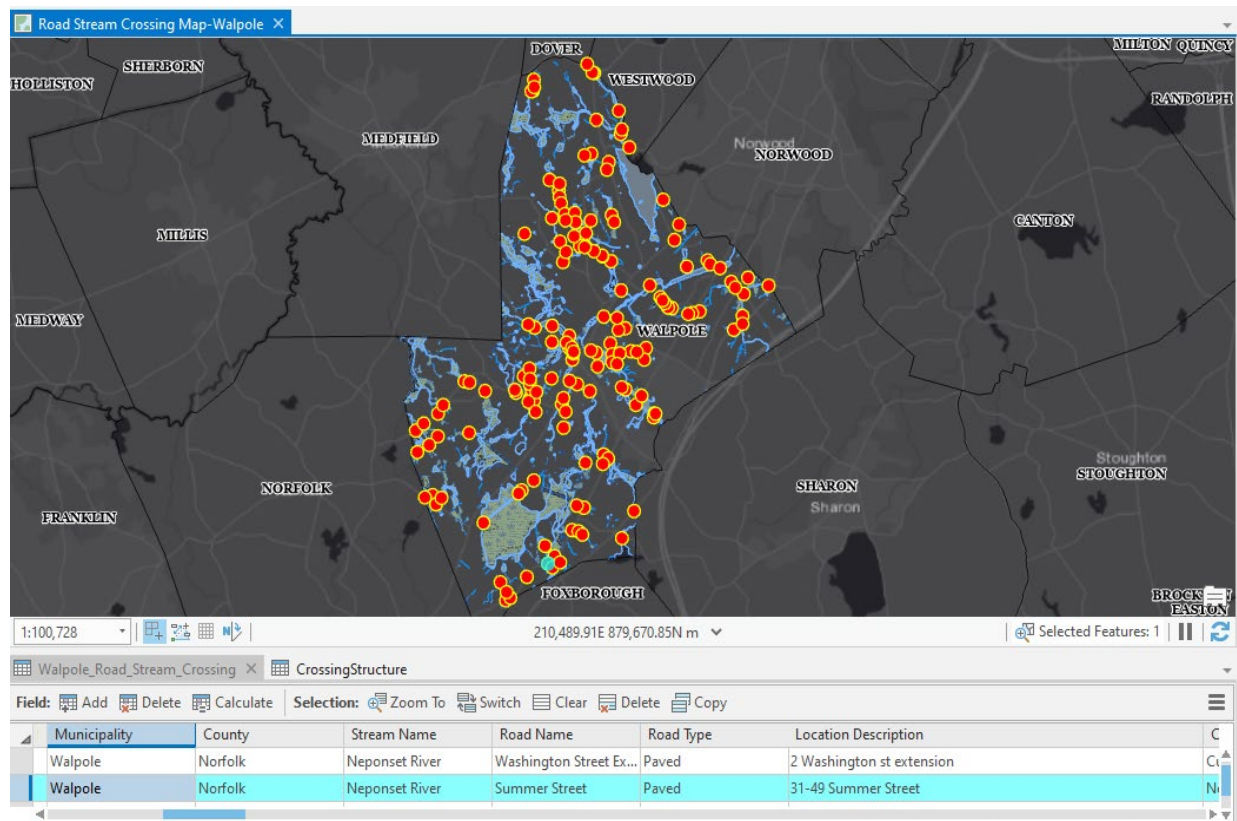 Road Stream Crossing Map-Walpole
DOVER
MILTON QUINCY
SHERBORN
HOLLISTON
WESTWOOD
RANDOLPH
MEDFIELD
Norwood
NORWOOD
CANTON
MILLIS
MEDWAY
WALPOLE
Stoughton
STOUGHTON
NORFOLK
SHARON
Sharon
FRANKLIN
FOXBOROUGH
EASTON
1:100,728
210,489.91E 879,670.85N m
Selected Features: 1
Walpole_Road_Stream_Crossing
CrossingStructure
Field: Add Delete Calculate Selection: Zoom To Switch Clear Delete Copy
Municipality County Stream Name Road Name Road Type Location Description C
Walpole Norfolk Neponset River Washington Street Ex... Paved 2 Washington st extension
Walpole Norfolk Neponset River Summer Street Paved 31-49 Summer Street